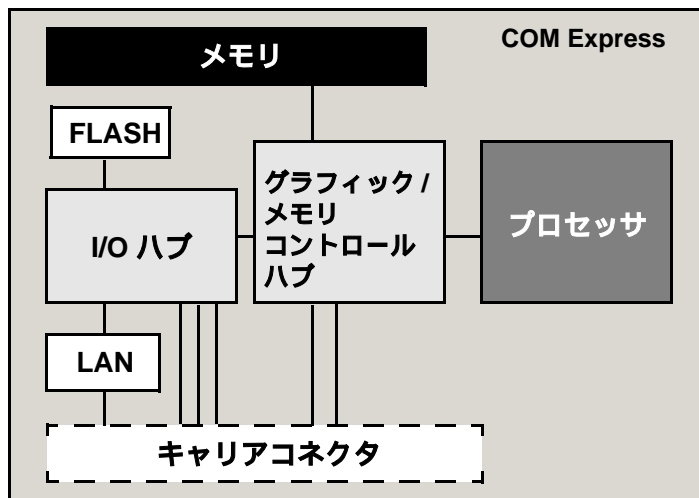 COM Express
メモリ
FLASH
グラフィック /
メモリ
コントロール
ハブ
プロセッサ
I/O ハブ
LAN
キャリアコネクタ